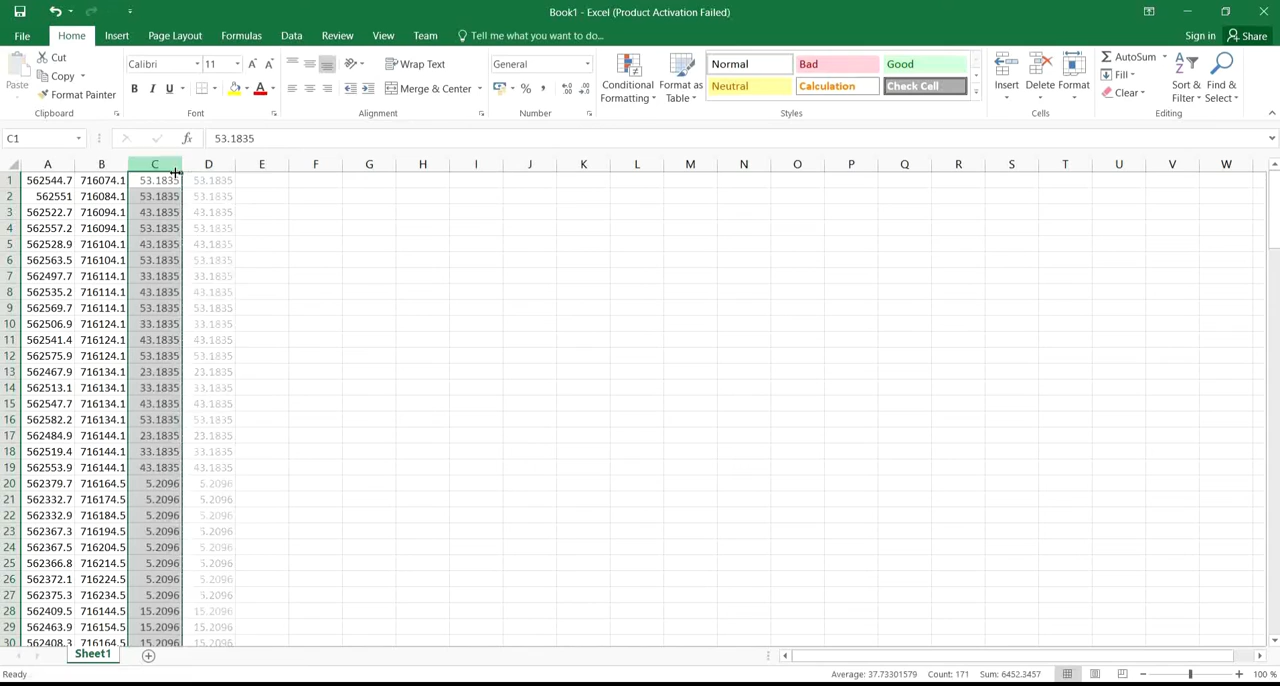 Book1 - Excel (Product Activation Failed)
File Home Insert Page Layout Formulas Data Review View Team Tell me what you want to do... Sign in Share
Paste Cut Calibri 11 Wrap Text General Conditional Formatting Format as Table Normal Bad Good Insert Delete Format AutoSum Sort & Filter Find & Select
Copy Fill
Format Painter B I U A Merge & Center % Neutral Calculation Check Cell Clear
Clipboard Font Alignment Number Styles Cells Editing
C1 fx 53.1835
A B C D E F G H I J K L M N O P Q R S T U V W
1 562544.7 716074.1 53.1835 53.1835
2 562551 716084.1 53.1835 53.1835
3 562522.7 716094.1 43.1835 43.1835
4 562557.2 716094.1 53.1835 53.1835
5 562528.9 716104.1 43.1835 43.1835
6 562563.5 716104.1 53.1835 53.1835
7 562497.7 716114.1 33.1835 33.1835
8 562535.2 716114.1 43.1835 43.1835
9 562569.7 716114.1 53.1835 53.1835
10 562506.9 716124.1 33.1835 33.1835
11 562541.4 716124.1 43.1835 43.1835
12 562575.9 716124.1 53.1835 53.1835
13 562467.9 716134.1 23.1835 23.1835
14 562513.1 716134.1 33.1835 33.1835
15 562547.7 716134.1 43.1835 43.1835
16 562582.2 716134.1 53.1835 53.1835
17 562484.9 716144.1 23.1835 23.1835
18 562519.4 716144.1 33.1835 33.1835
19 562553.9 716144.1 43.1835 43.1835
20 562379.7 716164.5 5.2096 5.2096
21 562332.7 716174.5 5.2096 5.2096
22 562332.9 716184.5 5.2096 5.2096
23 562367.3 716194.5 5.2096 5.2096
24 562367.5 716204.5 5.2096 5.2096
25 562366.8 716214.5 5.2096 5.2096
26 562372.1 716224.5 5.2096 5.2096
27 562375.3 716234.5 5.2096 5.2096
28 562409.5 716144.5 15.2096 15.2096
29 562463.9 716154.5 15.2096 15.2096
30 562408.3 716164.5 15.2096 15.2096
Sheet1
Ready Average: 37.73301579 Count: 171 Sum: 6452.3457 100 %